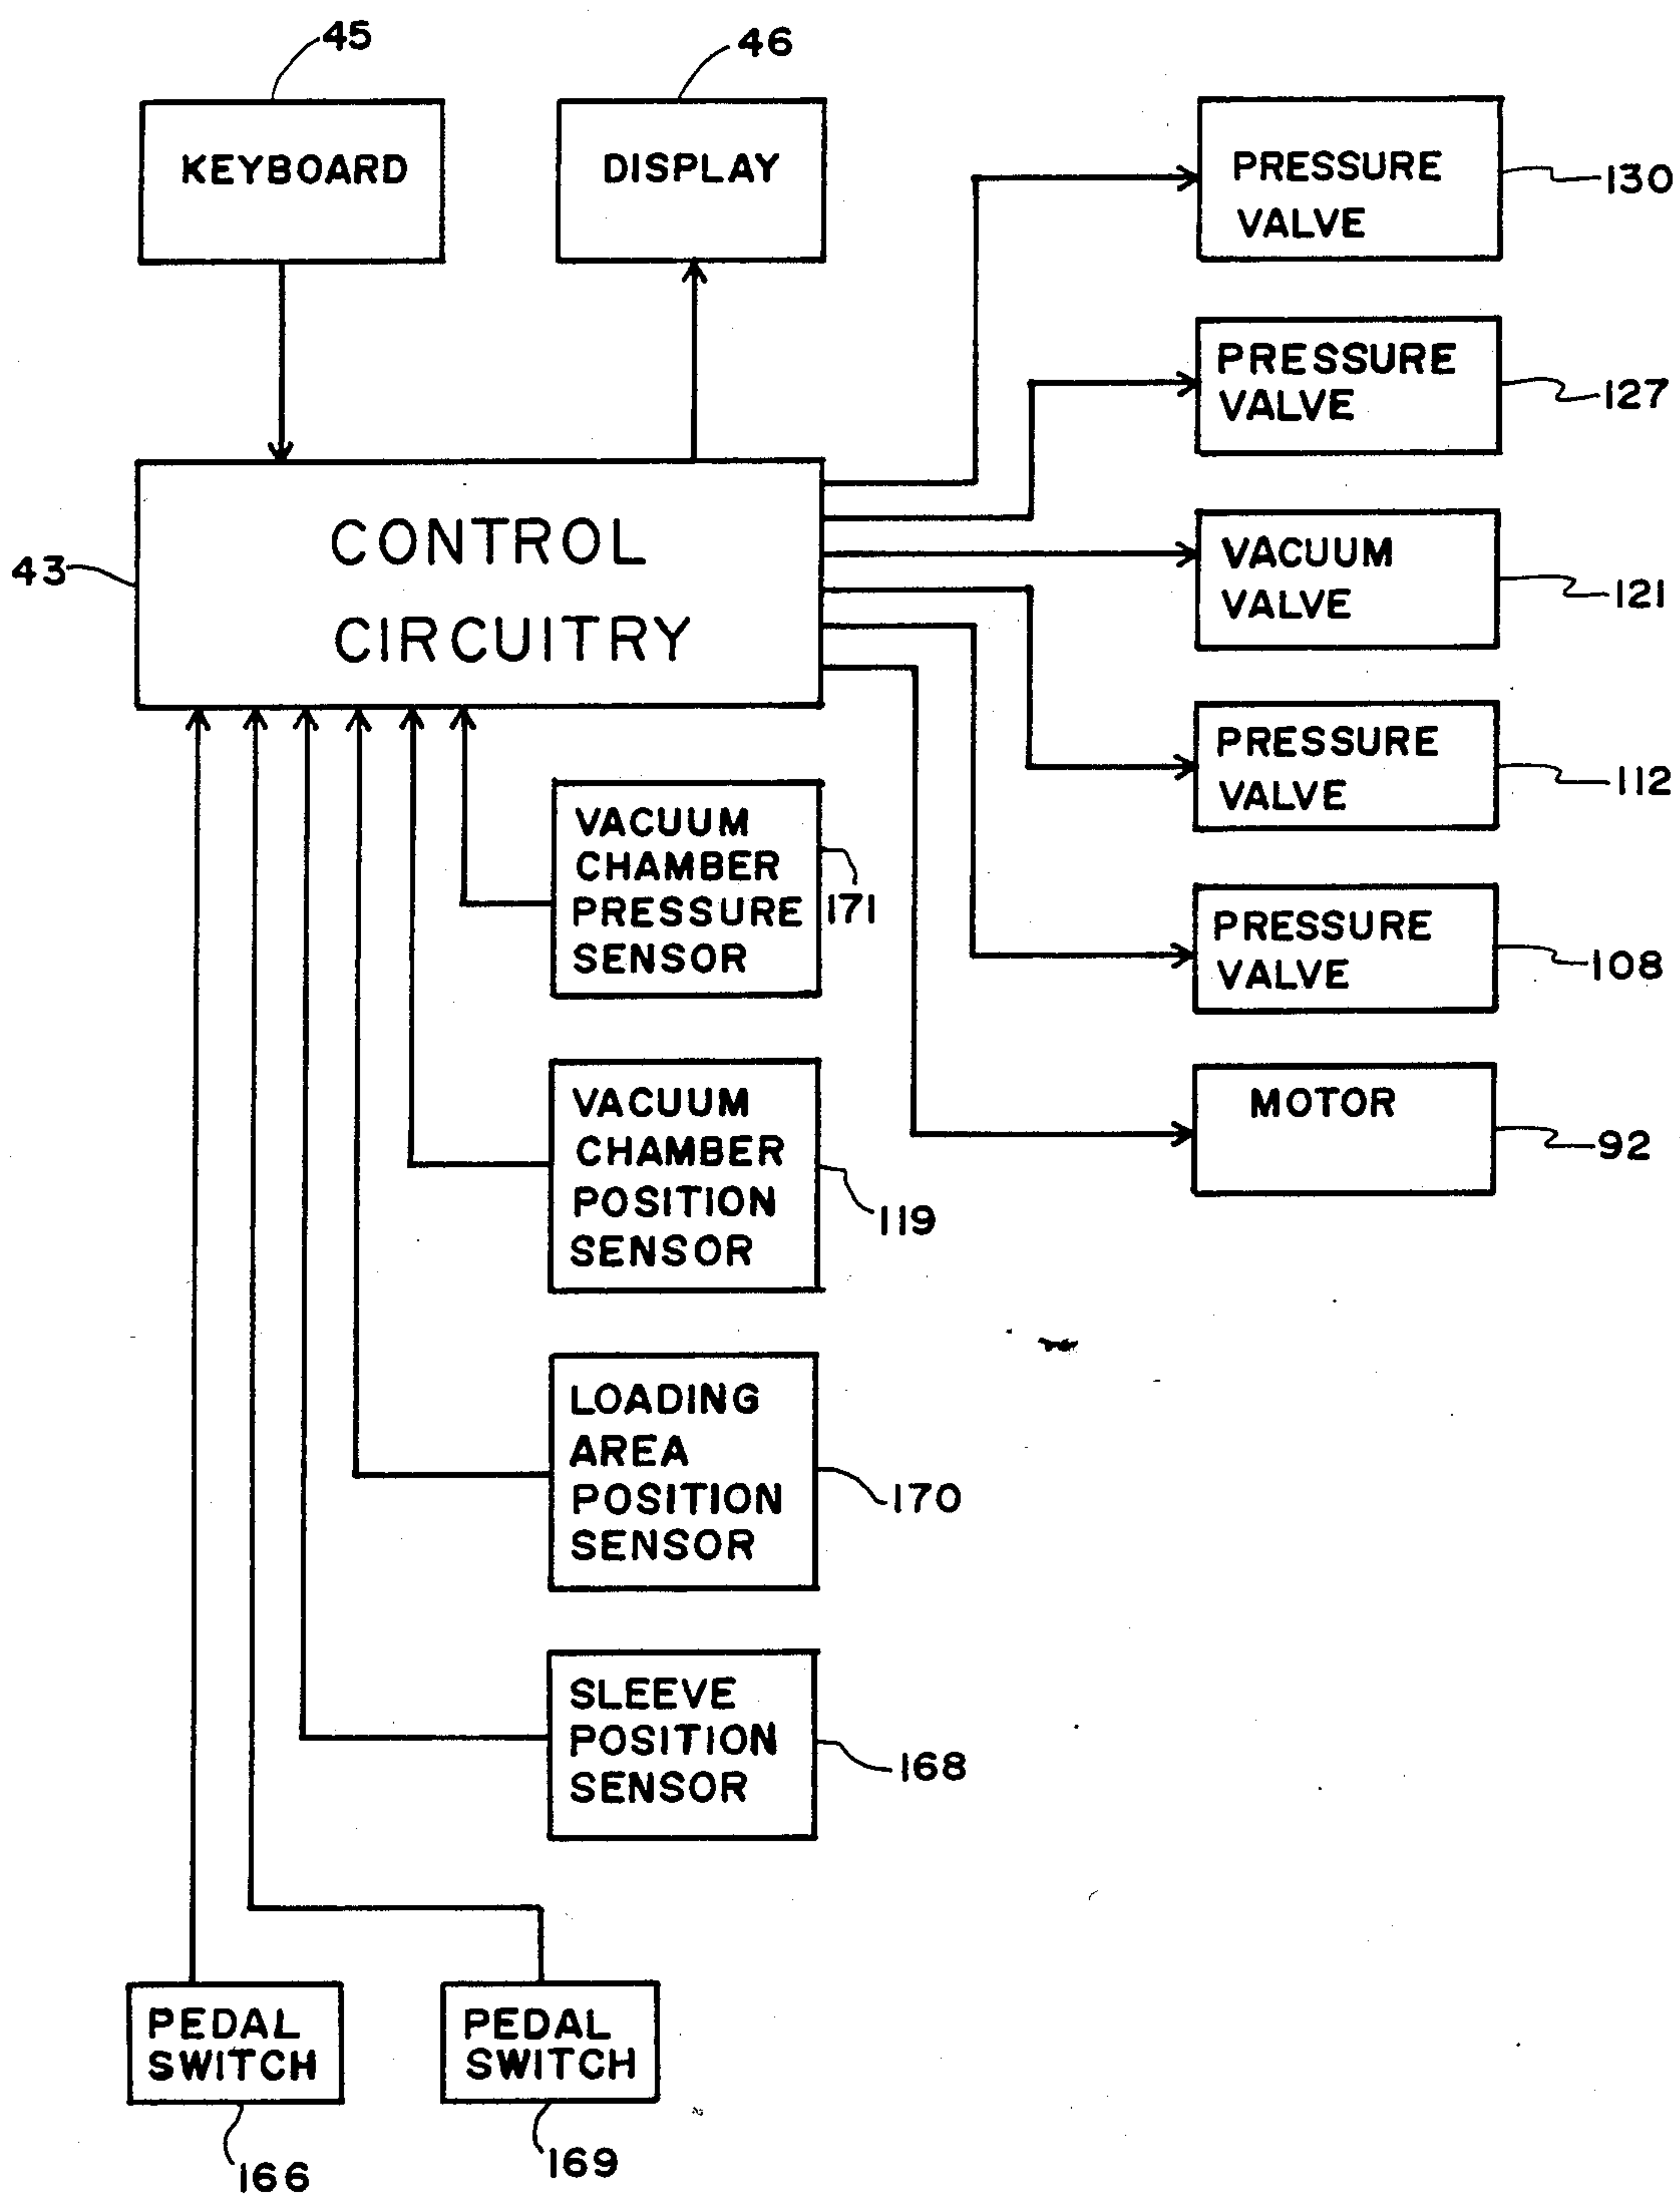 45
46
KEYBOARD
DISPLAY
PRESSURE
VALVE
130
PRESSURE
VALVE
127
43
CONTROL
CIRCUITRY
VACUUM
VALVE
121
PRESSURE
VALVE
112
VACUUM
CHAMBER
PRESSURE
SENSOR
171
PRESSURE
VALVE
108
VACUUM
CHAMBER
POSITION
SENSOR
119
MOTOR
92
LOADING
AREA
POSITION
SENSOR
170
SLEEVE
POSITION
SENSOR
168
PEDAL
SWITCH
166
PEDAL
SWITCH
169